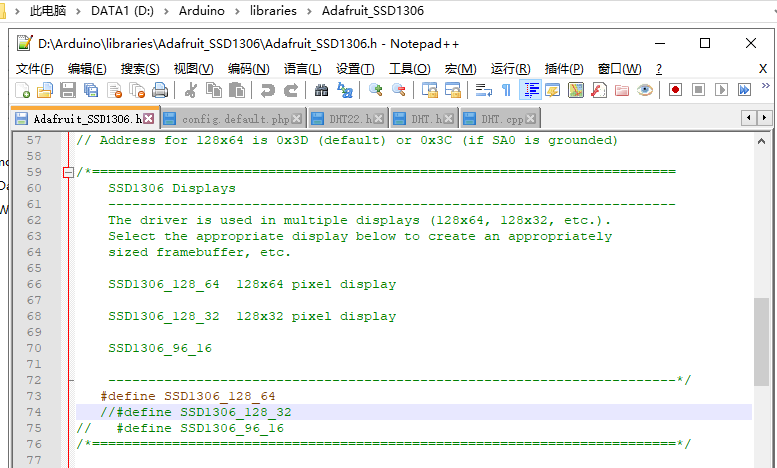 此电脑 > DATA1 (D:) > Arduino > libraries > Adafruit_SSD1306
D:\Arduino\libraries\Adafruit_SSD1306\Adafruit_SSD1306.h - Notepad++
文件(F) 编辑(E) 搜索(S) 视图(V) 编码(N) 语言(L) 设置(T) 工具(O) 宏(M) 运行(R) 插件(P) 窗口(W) ? X
Adafruit_SSD1306.h config.default.php DHT22.h DHT.h DHT.cpp
57 // Address for 128x64 is 0x3D (default) or 0x3C (if SA0 is grounded)
58
59 /*=========================================================================
60 SSD1306 Displays
61 -----------------------------------------------------------------------
62 The driver is used in multiple displays (128x64, 128x32, etc.).
63 Select the appropriate display below to create an appropriately
64 sized framebuffer, etc.
65
66 SSD1306_128_64 128x64 pixel display
67
68 SSD1306_128_32 128x32 pixel display
69
70 SSD1306_96_16
71
72 -----------------------------------------------------------------------*/
73 #define SSD1306_128_64
74 //#define SSD1306_128_32
75 // #define SSD1306_96_16
76 /*=========================================================================*/
77